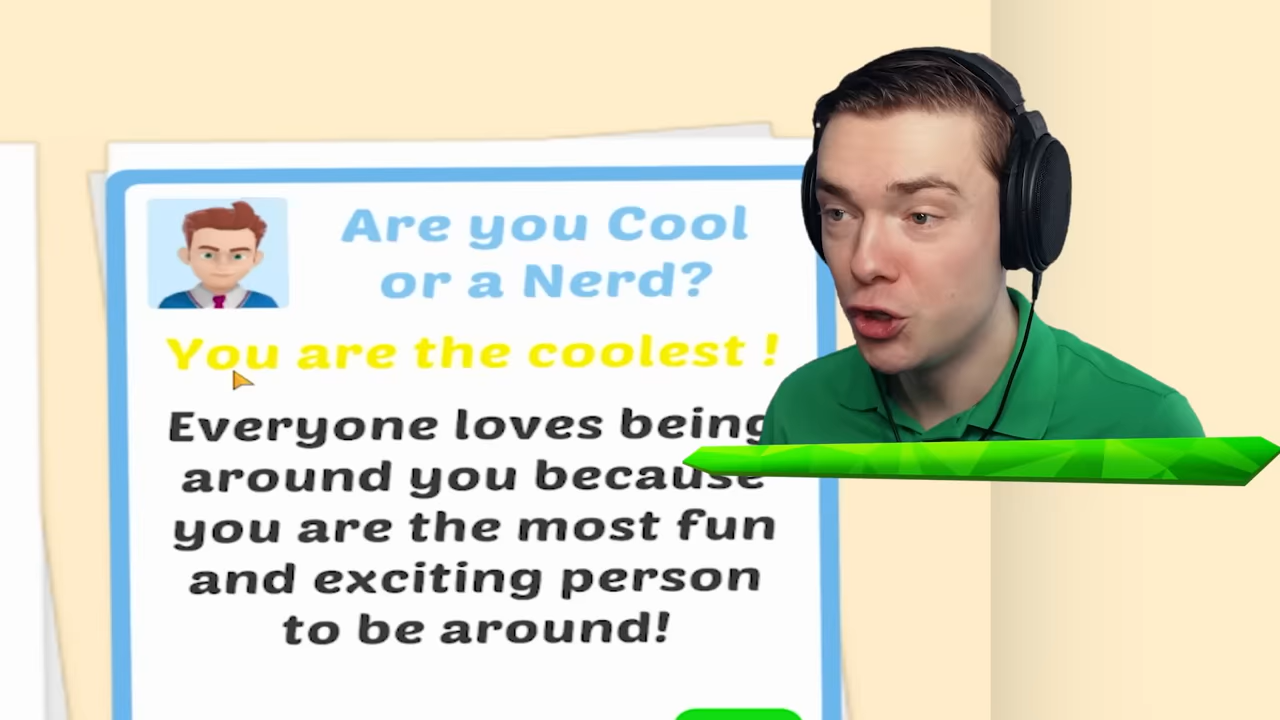 Are you Cool
or a Nerd?
You are the coolest !
Everyone loves being
around you because
you are the most fun
and exciting person
to be around!